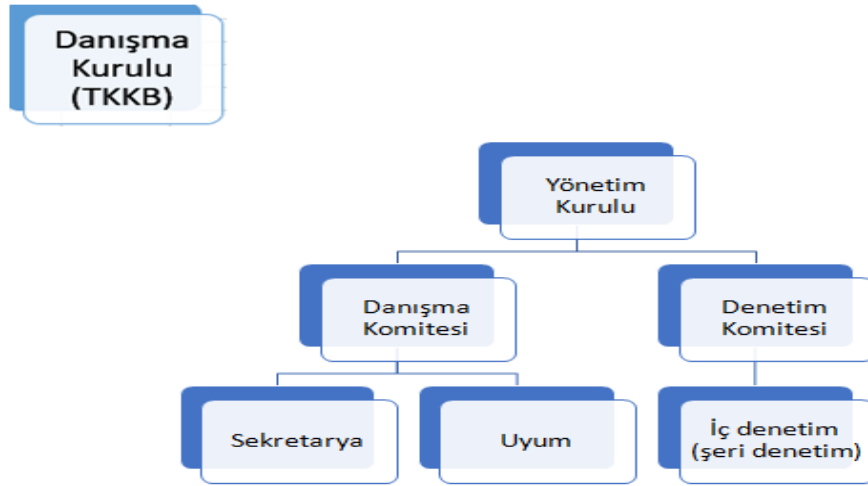 Danışma
Kurulu
(TKKB)
Yönetim
Kurulu
Danışma
Komitesi
Denetim
Komitesi
Sekretarya
Uyum
İç denetim
(şeri denetim)